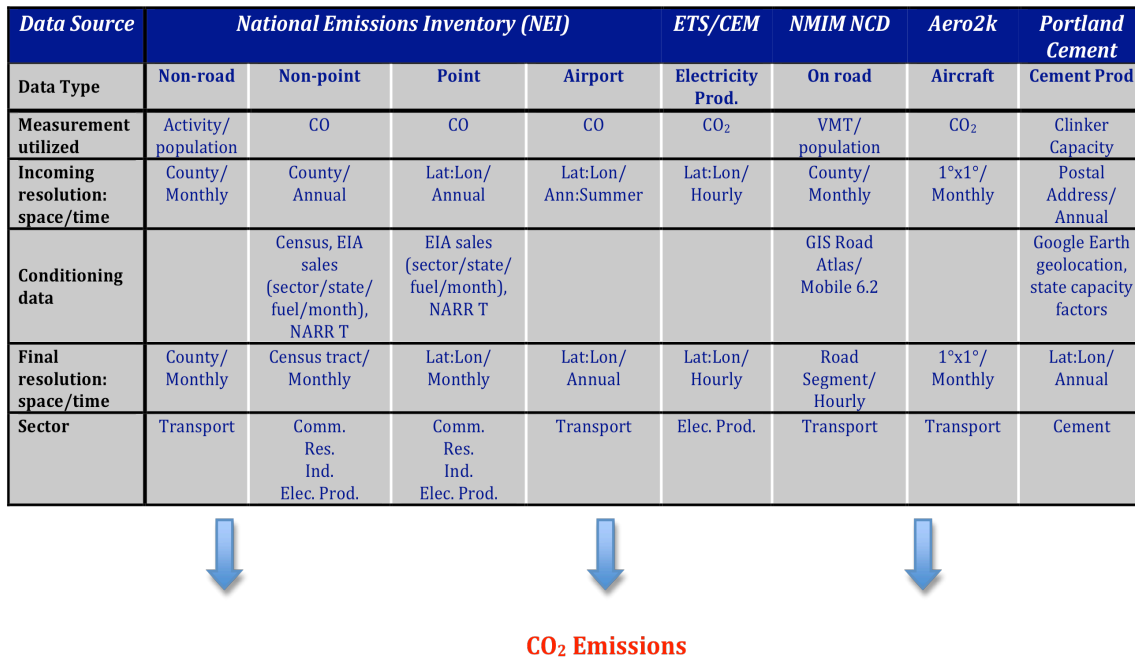 Data Source National Emissions Inventory (NEI) ETS/CEM NMIM NCD Aero2k Portland
Cement
Data Type Non-road Non-point Point Airport Electricity Prod. On road Aircraft Cement Prod
Measurement utilized Activity/ population CO CO CO CO₂ VMT/ population CO₂ Clinker Capacity
Incoming resolution: space/time County/ Monthly County/ Annual Lat:Lon/ Annual Lat:Lon/ Ann:Summer Lat:Lon/ Hourly County/ Monthly 1°x1°/ Monthly Postal Address/ Annual
Conditioning data Census, EIA sales (sector/state/ fuel/month), NARR T EIA sales (sector/state/ fuel/month), NARR T GIS Road Atlas/ Mobile 6.2 Google Earth geolocation, state capacity factors
Final resolution: space/time County/ Monthly Census tract/ Monthly Lat:Lon/ Monthly Lat:Lon/ Annual Lat:Lon/ Hourly Road Segment/ Hourly 1°x1°/ Monthly Lat:Lon/ Annual
Sector Transport Comm. Res. Ind. Elec. Prod. Comm. Res. Ind. Elec. Prod. Transport Elec. Prod. Transport Transport Cement
CO₂ Emissions